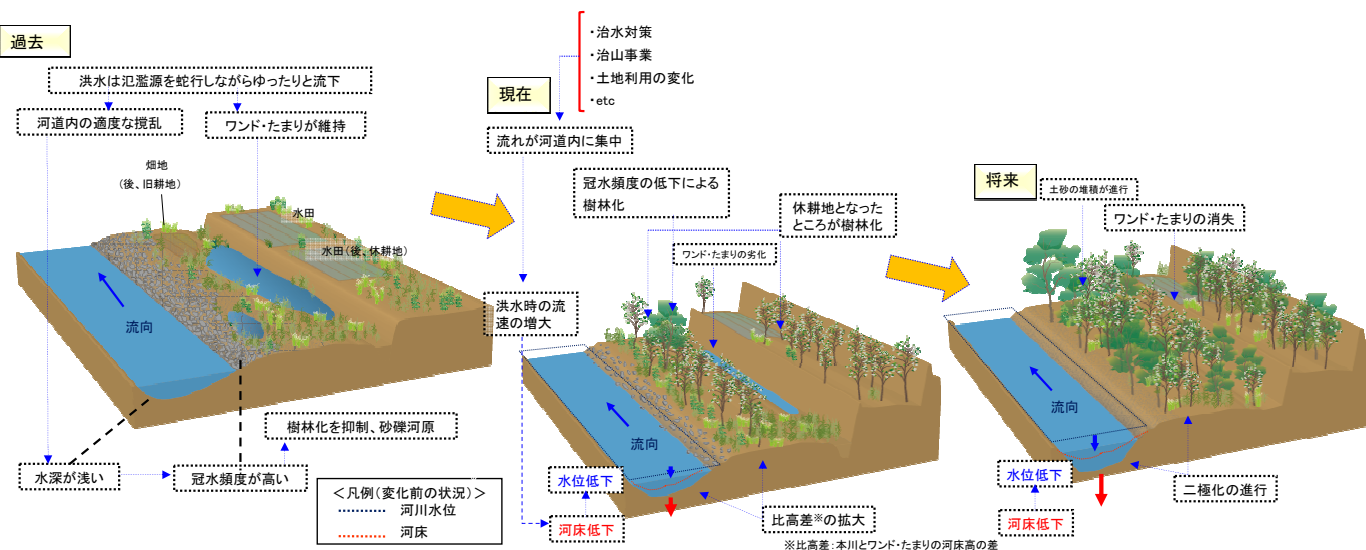 過去
洪水は氾濫源を蛇行しながらゆったりと流下
河道内の適度な撹乱
ワンド・たまりが維持
畑地
(後、旧耕地)
水田
水田(後、休耕地)
流向
樹林化を抑制、砂礫河原
水深が浅い
冠水頻度が高い
<凡例(変化前の状況)>
河川水位
河床
現在
・治水対策
・治山事業
・土地利用の変化
・etc
流れが河道内に集中
冠水頻度の低下による
樹林化
休耕地となった
ところが樹林化
ワンド・たまりの劣化
洪水時の流
速の増大
流向
水位低下
河床低下
比高差※の拡大
※比高差:本川とワンド・たまりの河床高の差
将来
土砂の堆積が進行
ワンド・たまりの消失
流向
水位低下
河床低下
二極化の進行